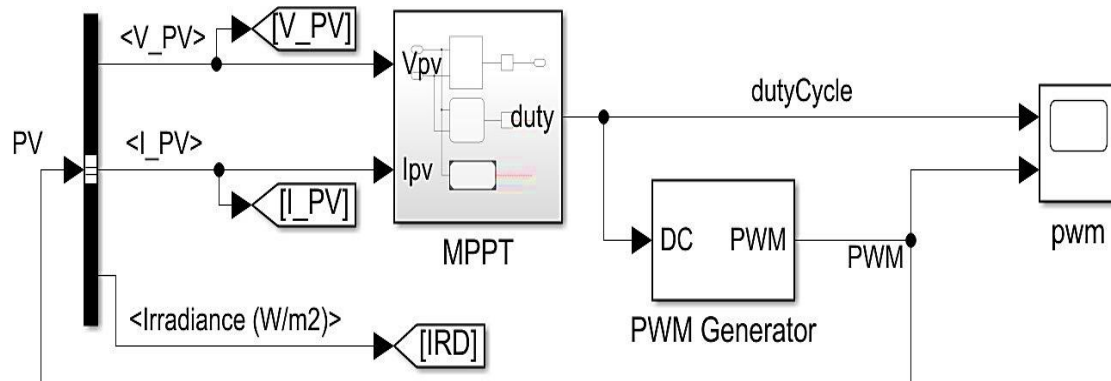 <V_PV>
[V_PV]
Vpv
duty
dutyCycle
PV
<I_PV>
Ipv
[I_PV]
MPPT
DC
PWM
PWM
pwm
<Irradiance (W/m2)>
[IRD]
PWM Generator